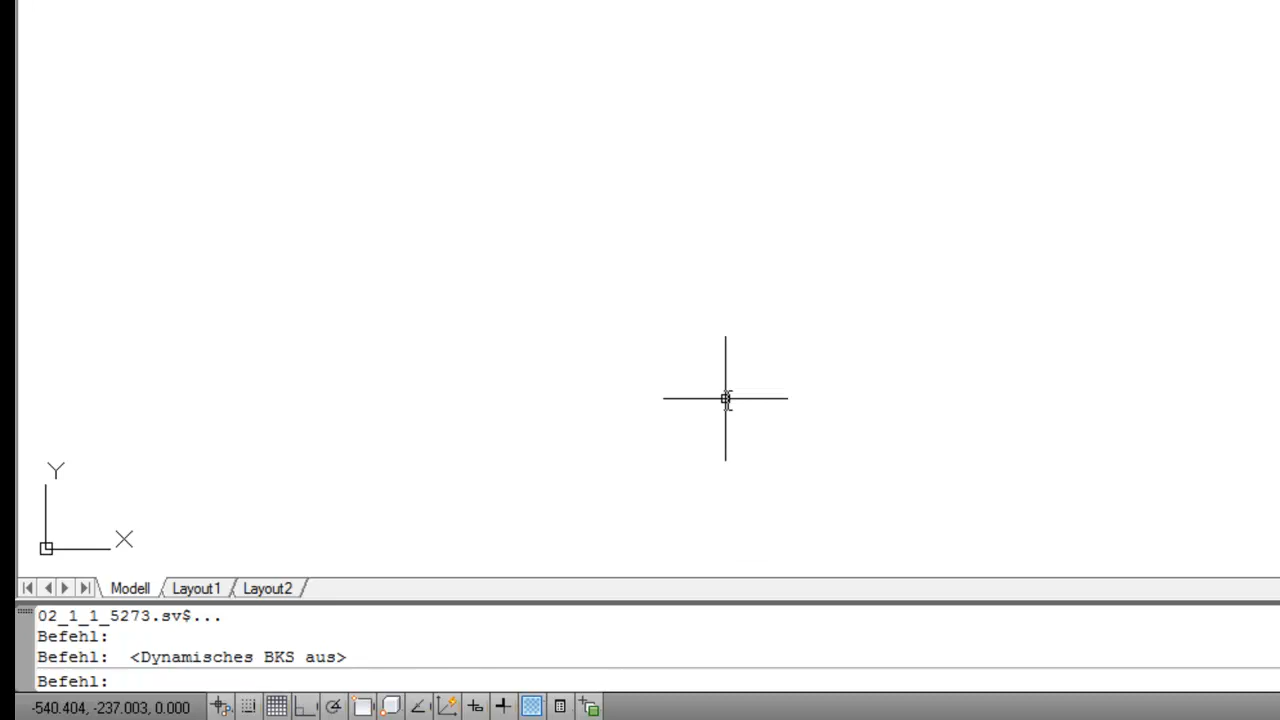 Y
X
Modell Layout1 Layout2
02_1_1_5273.sv$...
Befehl:
Befehl:  <Dynamisches BKS aus>
Befehl:
-540.404, -237.003, 0.000